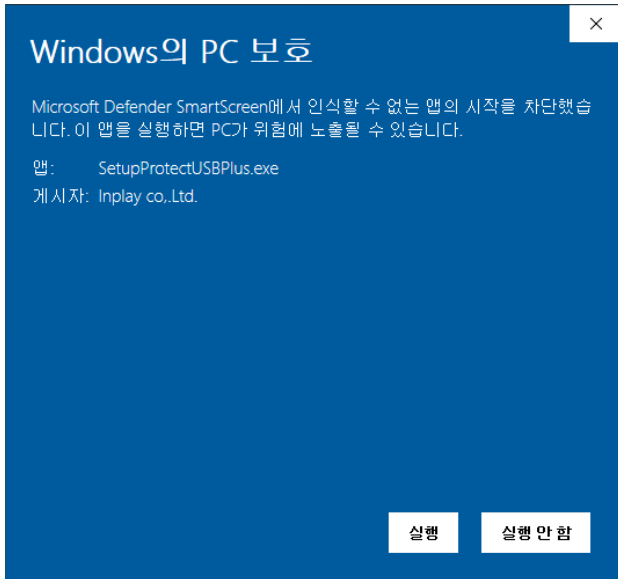 Windows의 PC 보호
Microsoft Defender SmartScreen에서 인식할 수 없는 앱의 시작을 차단했습
니다. 이 앱을 실행하면 PC가 위험에 노출될 수 있습니다.
앱: SetupProtectUSBPlus.exe
게시자: Inplay co,.Ltd.
실행 실행 안 함